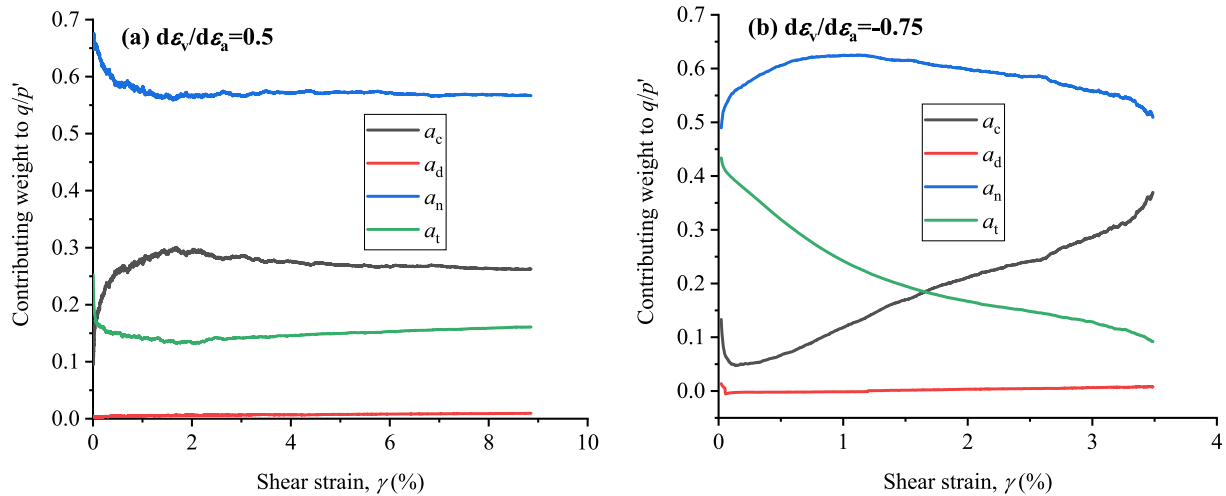 (a) dεv/dεa=0.5
Contributing weight to q/p'
0.7
0.6
0.5
0.4
0.3
0.2
0.1
0.0
ac
ad
an
at
0
2
4
6
8
10
Shear strain, γ (%)
(b) dεv/dεa=-0.75
Contributing weight to q/p'
0.7
0.6
0.5
0.4
0.3
0.2
0.1
0.0
ac
ad
an
at
0
1
2
3
4
Shear strain, γ (%)